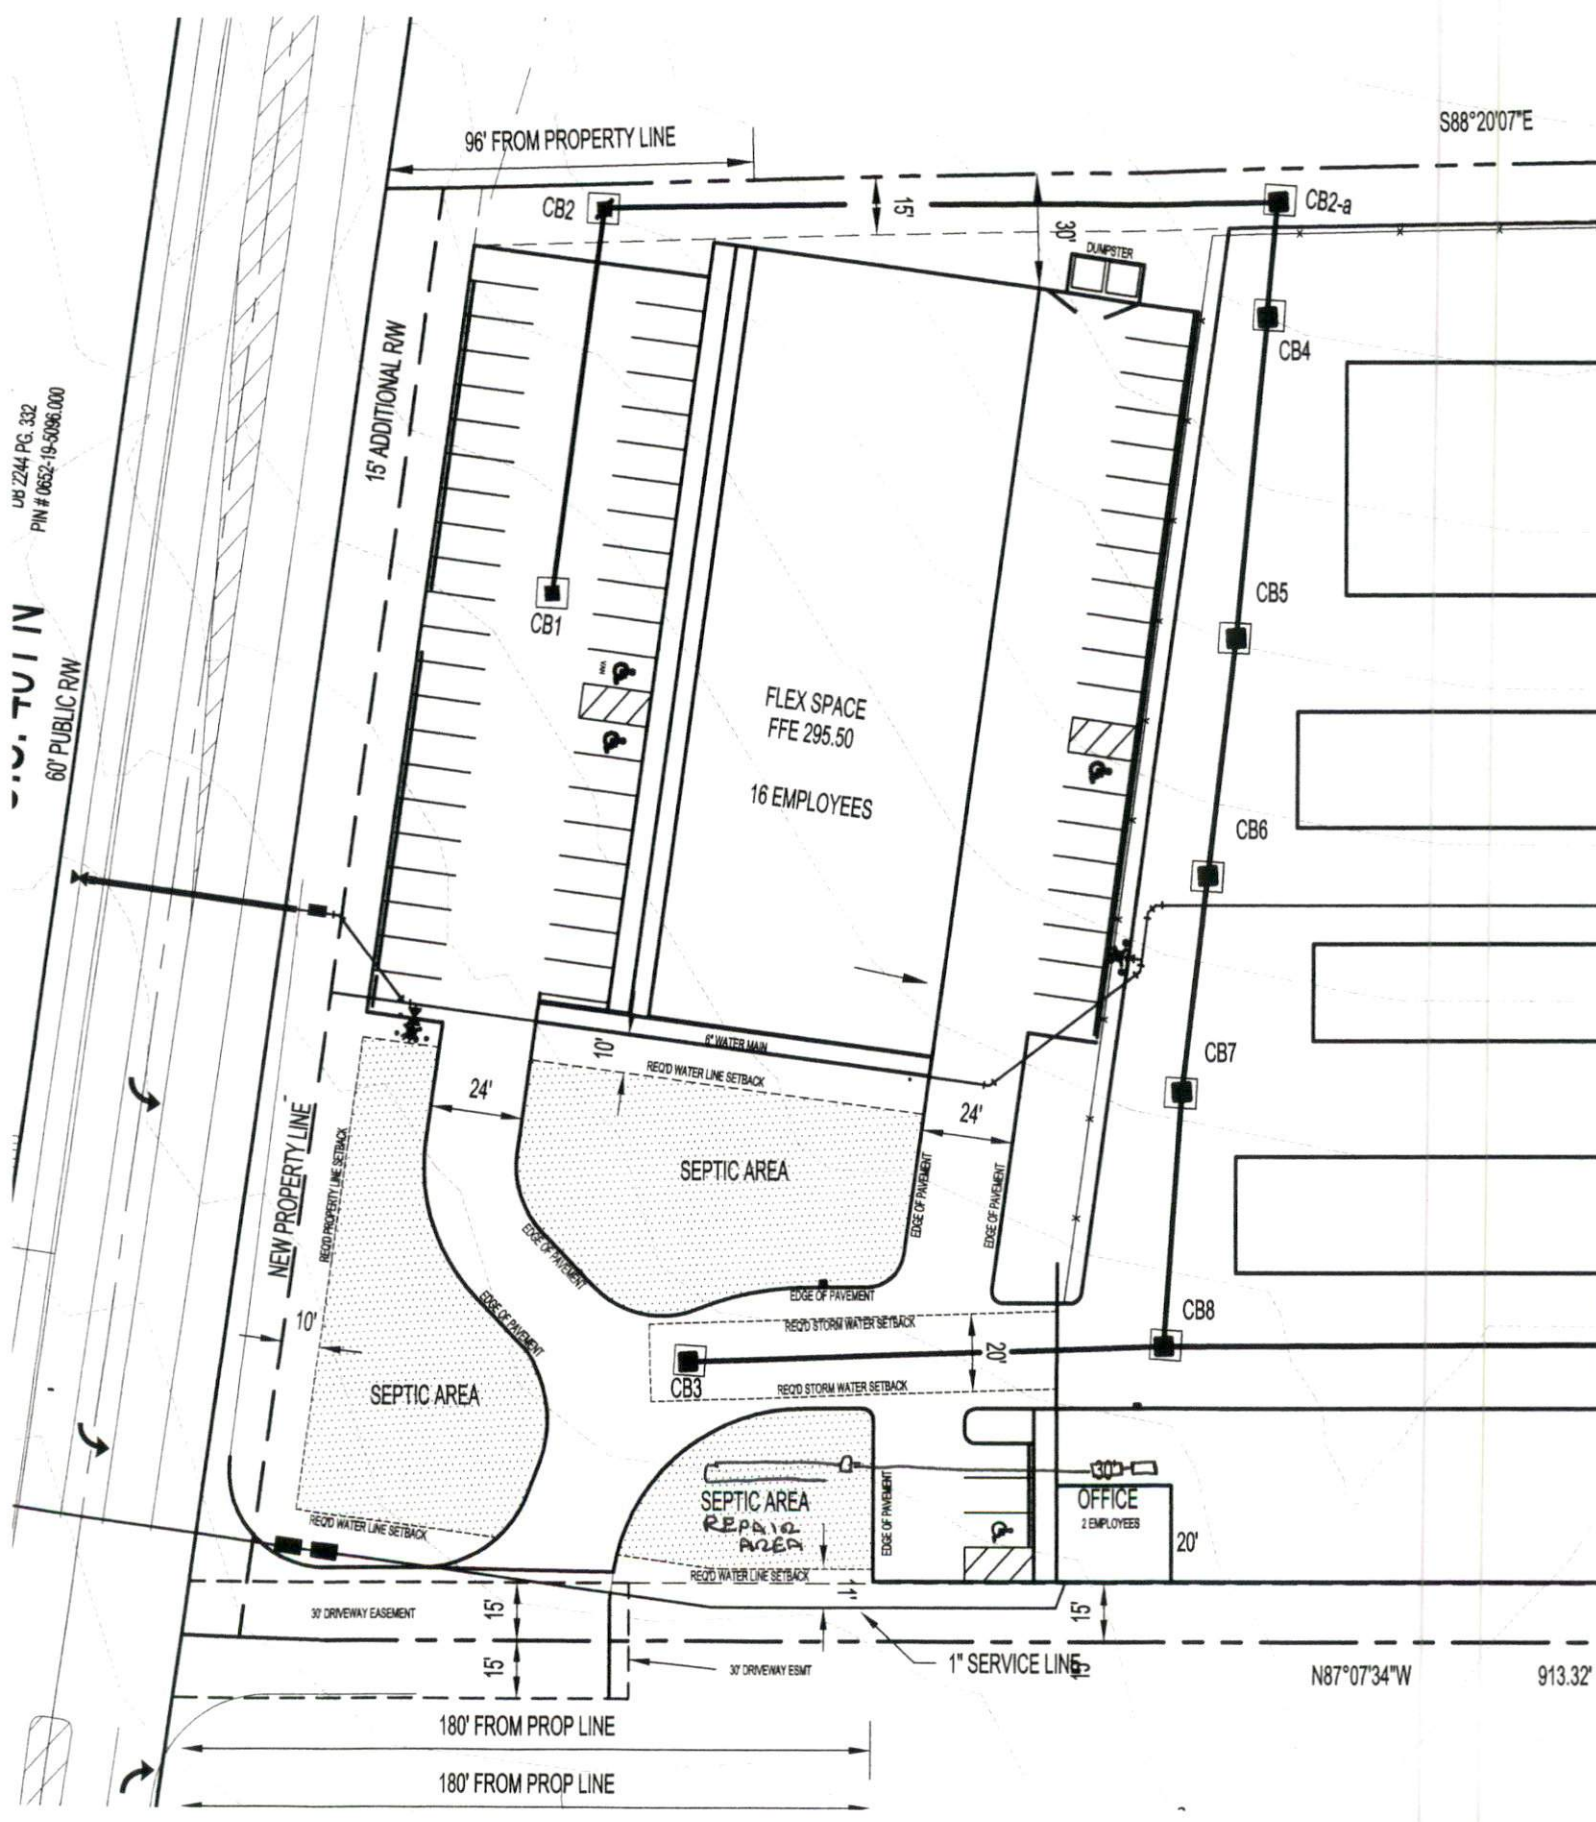 S88°20'07"E
96' FROM PROPERTY LINE
CB2
CB2-a
15'
30'
DUMPSTER
CB4
15' ADDITIONAL R/W
DB 2244 PG. 332
PIN # 0652-19-5096.000
60' PUBLIC R/W
CB1
CB5
VAN
FLEX SPACE
FFE 295.50
16 EMPLOYEES
CB6
CB7
10'
6" WATER MAIN
REQ'D WATER LINE SETBACK
24'
24'
SEPTIC AREA
NEW PROPERTY LINE
REQ'D PROPERTY LINE SETBACK
EDGE OF PAVEMENT
EDGE OF PAVEMENT
EDGE OF PAVEMENT
EDGE OF PAVEMENT
EDGE OF PAVEMENT
10'
REQ'D STORM WATER SETBACK
CB8
20'
CB3
REQ'D STORM WATER SETBACK
SEPTIC AREA
SEPTIC AREA
REPAIR
AREA
EDGE OF PAVEMENT
30'
OFFICE
2 EMPLOYEES
20'
REQ'D WATER LINE SETBACK
REQ'D WATER LINE SETBACK
11'
30' DRIVEWAY EASEMENT
15'
15'
15'
15'
30' DRIVEWAY ESMT
1" SERVICE LINE
N87°07'34"W
913.32'
180' FROM PROP LINE
180' FROM PROP LINE